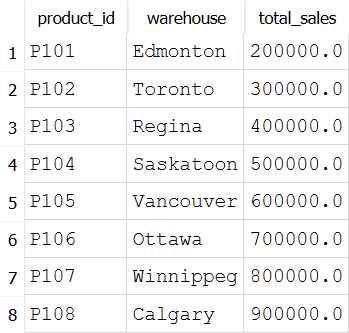 product_id warehouse total_sales
1 P101 Edmonton 200000.0
2 P102 Toronto 300000.0
3 P103 Regina 400000.0
4 P104 Saskatoon 500000.0
5 P105 Vancouver 600000.0
6 P106 Ottawa 700000.0
7 P107 Winnippeg 800000.0
8 P108 Calgary 900000.0